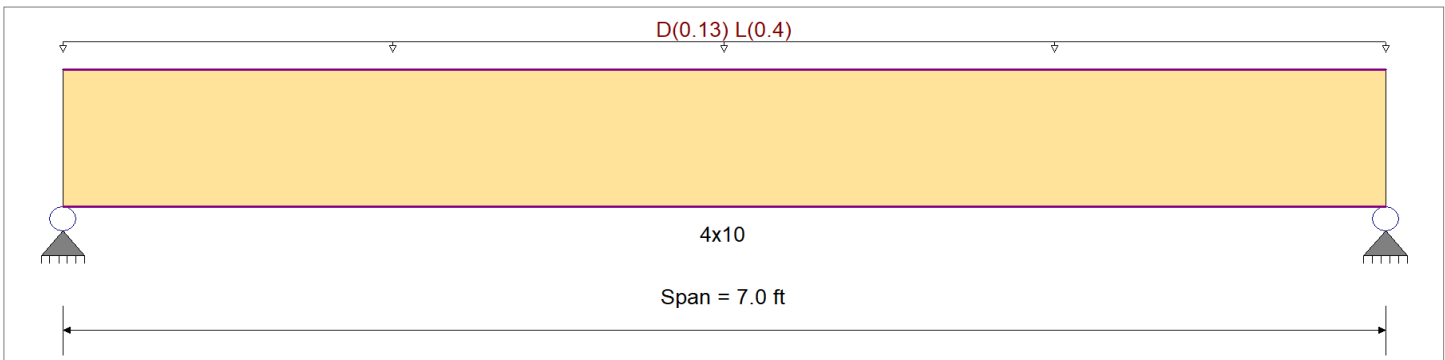 D(0.13) L(0.4)
4x10
Span = 7.0 ft